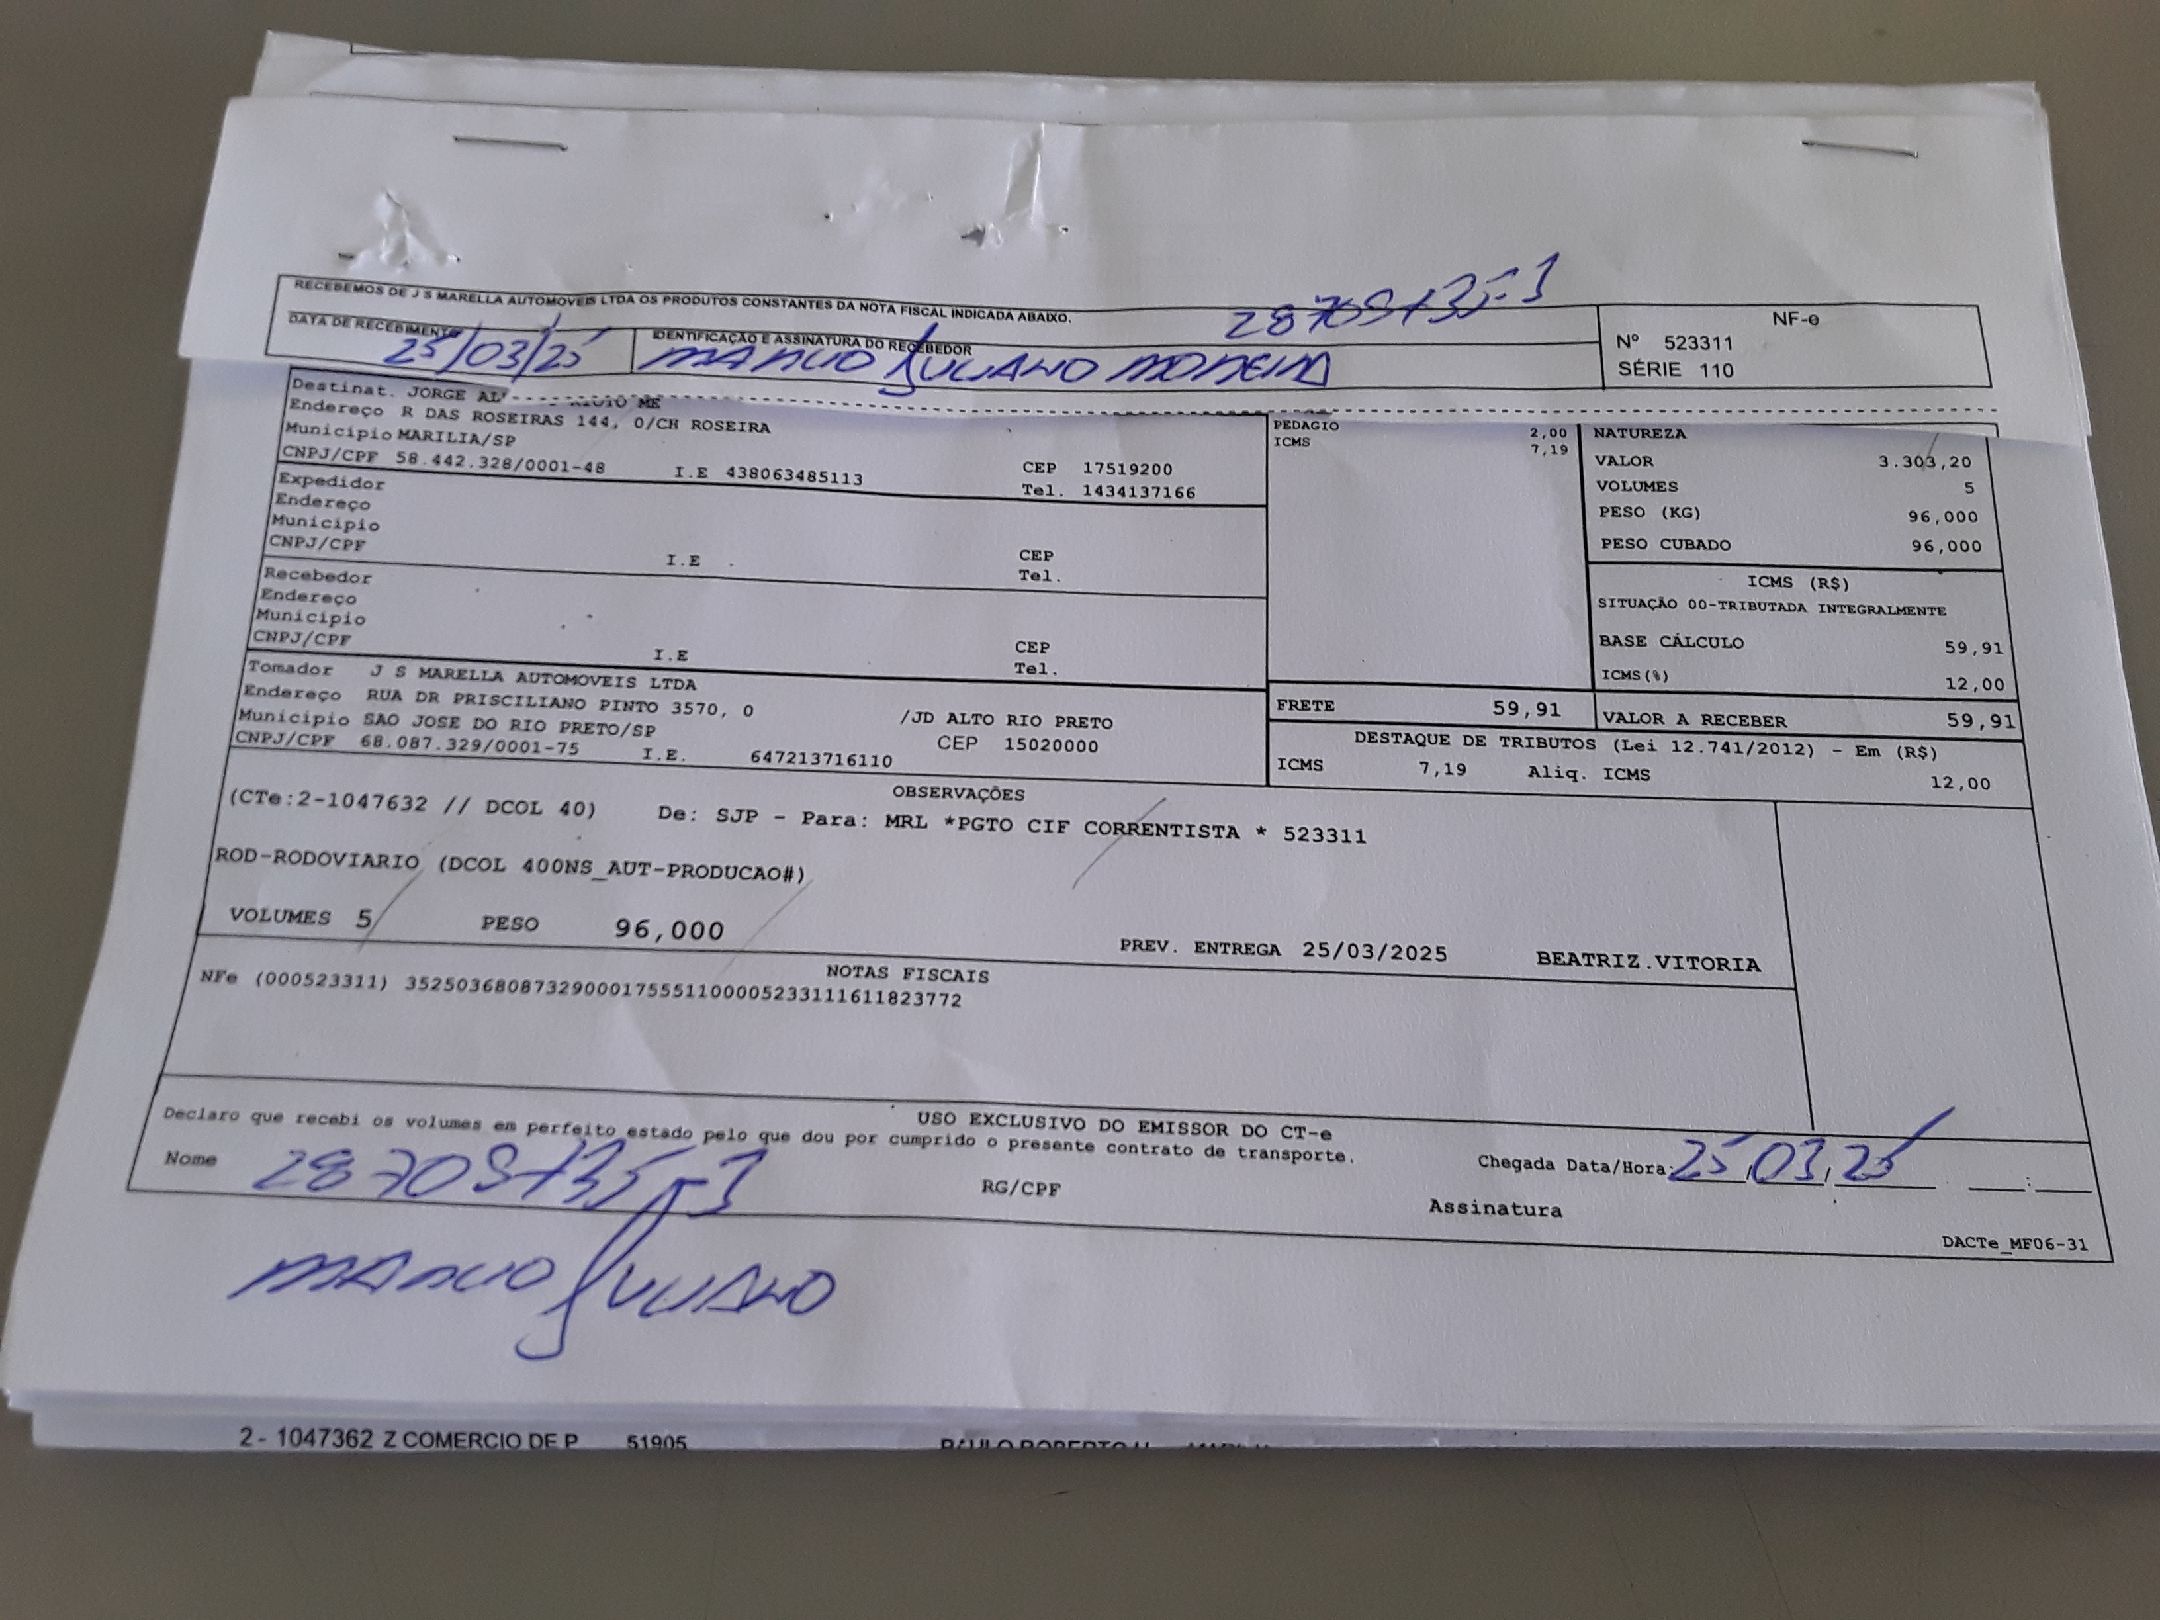 RECEBEMOS DE J S MARELLA AUTOMOVEIS LTDA OS PRODUTOS CONSTANTES DA NOTA FISCAL INDICADA ABAIXO.
DATA DE RECEBIMENTO
25/03/25
IDENTIFICAÇÃO E ASSINATURA DO RECEBEDOR
MARCIO JULIANO MOREIRA
NF-e
Nº 523311
SÉRIE 110
Destinat. JORGE
ME
Endereço R DAS ROSEIRAS 144, 0/CH ROSEIRA
Municipio MARILIA/SP
CNPJ/CPF 58.442.328/0001-48 I.E 438063485113
CEP 17519200
Tel. 1434137166
Expedidor
Endereço
Municipio
CNPJ/CPF I.E . CEP
Tel.
Recebedor
Endereço
Municipio
CNPJ/CPF I.E CEP
Tel.
Tomador J S MARELLA AUTOMOVEIS LTDA
Endereço RUA DR PRISCILIANO PINTO 3570, 0 /JD ALTO RIO PRETO
Municipio SAO JOSE DO RIO PRETO/SP CEP 15020000
CNPJ/CPF 68.087.329/0001-75 I.E. 647213716110
PEDAGIO 2,00
ICMS 7,19
NATUREZA
VALOR 3.303,20
VOLUMES 5
PESO (KG) 96,000
PESO CUBADO 96,000
ICMS (R$)
SITUAÇÃO 00-TRIBUTADA INTEGRALMENTE
BASE CÁLCULO 59,91
ICMS(%) 12,00
FRETE 59,91
VALOR A RECEBER 59,91
DESTAQUE DE TRIBUTOS (Lei 12.741/2012) - Em (R$)
ICMS 7,19 Aliq. ICMS 12,00
OBSERVAÇÕES
(CTe:2-1047632 // DCOL 40) De: SJP - Para: MRL *PGTO CIF CORRENTISTA * 523311
ROD-RODOVIARIO (DCOL 400NS_AUT-PRODUCAO#)
VOLUMES 5 PESO 96,000
PREV. ENTREGA 25/03/2025 BEATRIZ.VITORIA
NOTAS FISCAIS
NFe (000523311) 35250368087329000175551100005233111611823772
USO EXCLUSIVO DO EMISSOR DO CT-e
Declaro que recebi os volumes em perfeito estado pelo que dou por cumprido o presente contrato de transporte.
Nome
RG/CPF
Chegada Data/Hora: 25,03,25 :
Assinatura
DACTe_MF06-31
MARCIO JULIANO
2 - 1047362 Z COMERCIO DE P 51905
PAULO ROBERTO